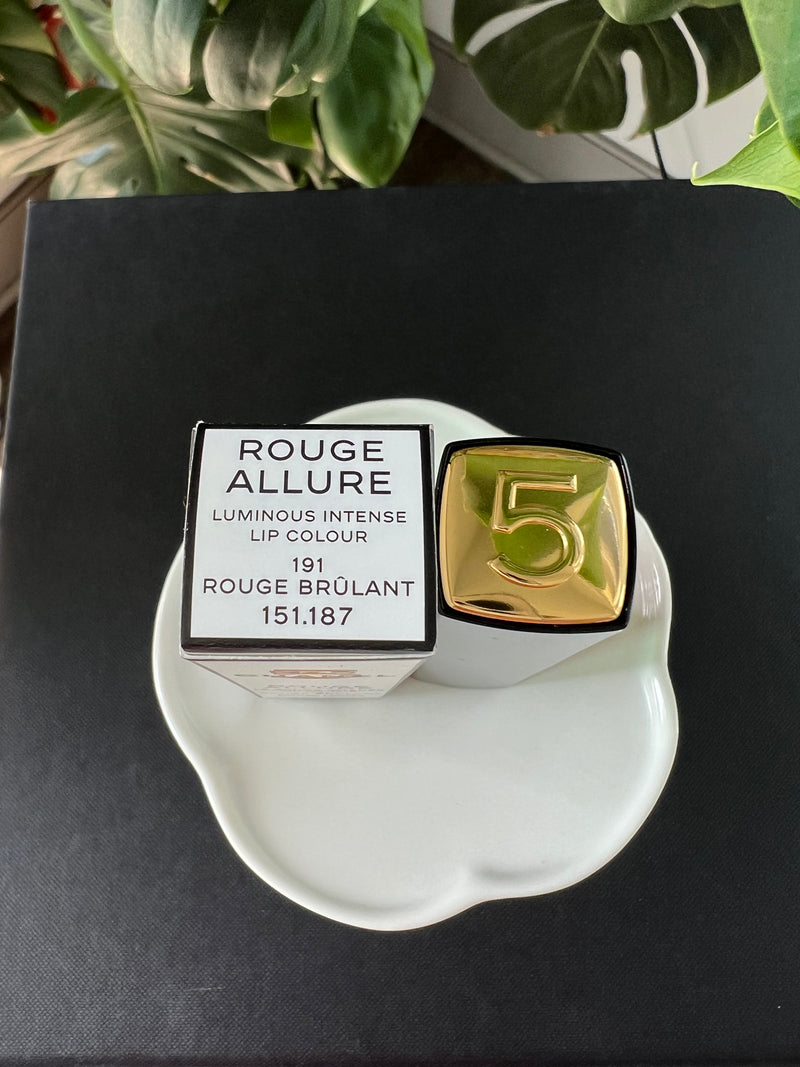 ROUGE
ALLURE
LUMINOUS INTENSE
LIP COLOUR
191
ROUGE BRÛLANT
151.187
5